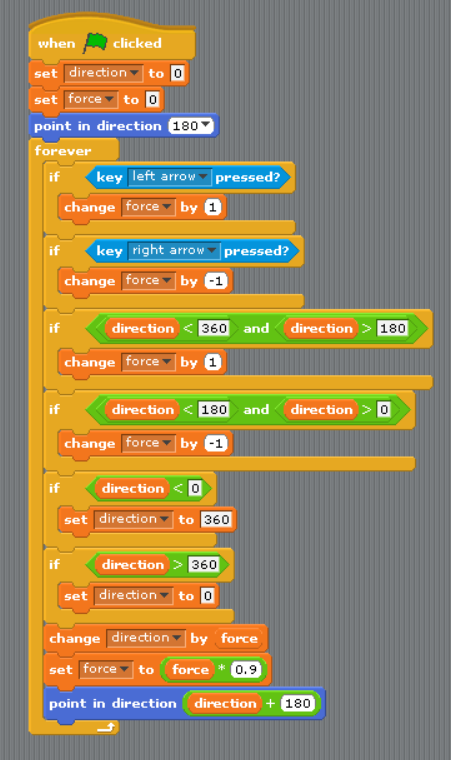 when clicked
set direction to 0
set force to 0
point in direction 180
forever
if key left arrow pressed?
change force by 1
if key right arrow pressed?
change force by -1
if direction < 360 and direction > 180
change force by 1
if direction < 180 and direction > 0
change force by -1
if direction < 0
set direction to 360
if direction > 360
set direction to 0
change direction by force
set force to force * 0.9
point in direction direction + 180